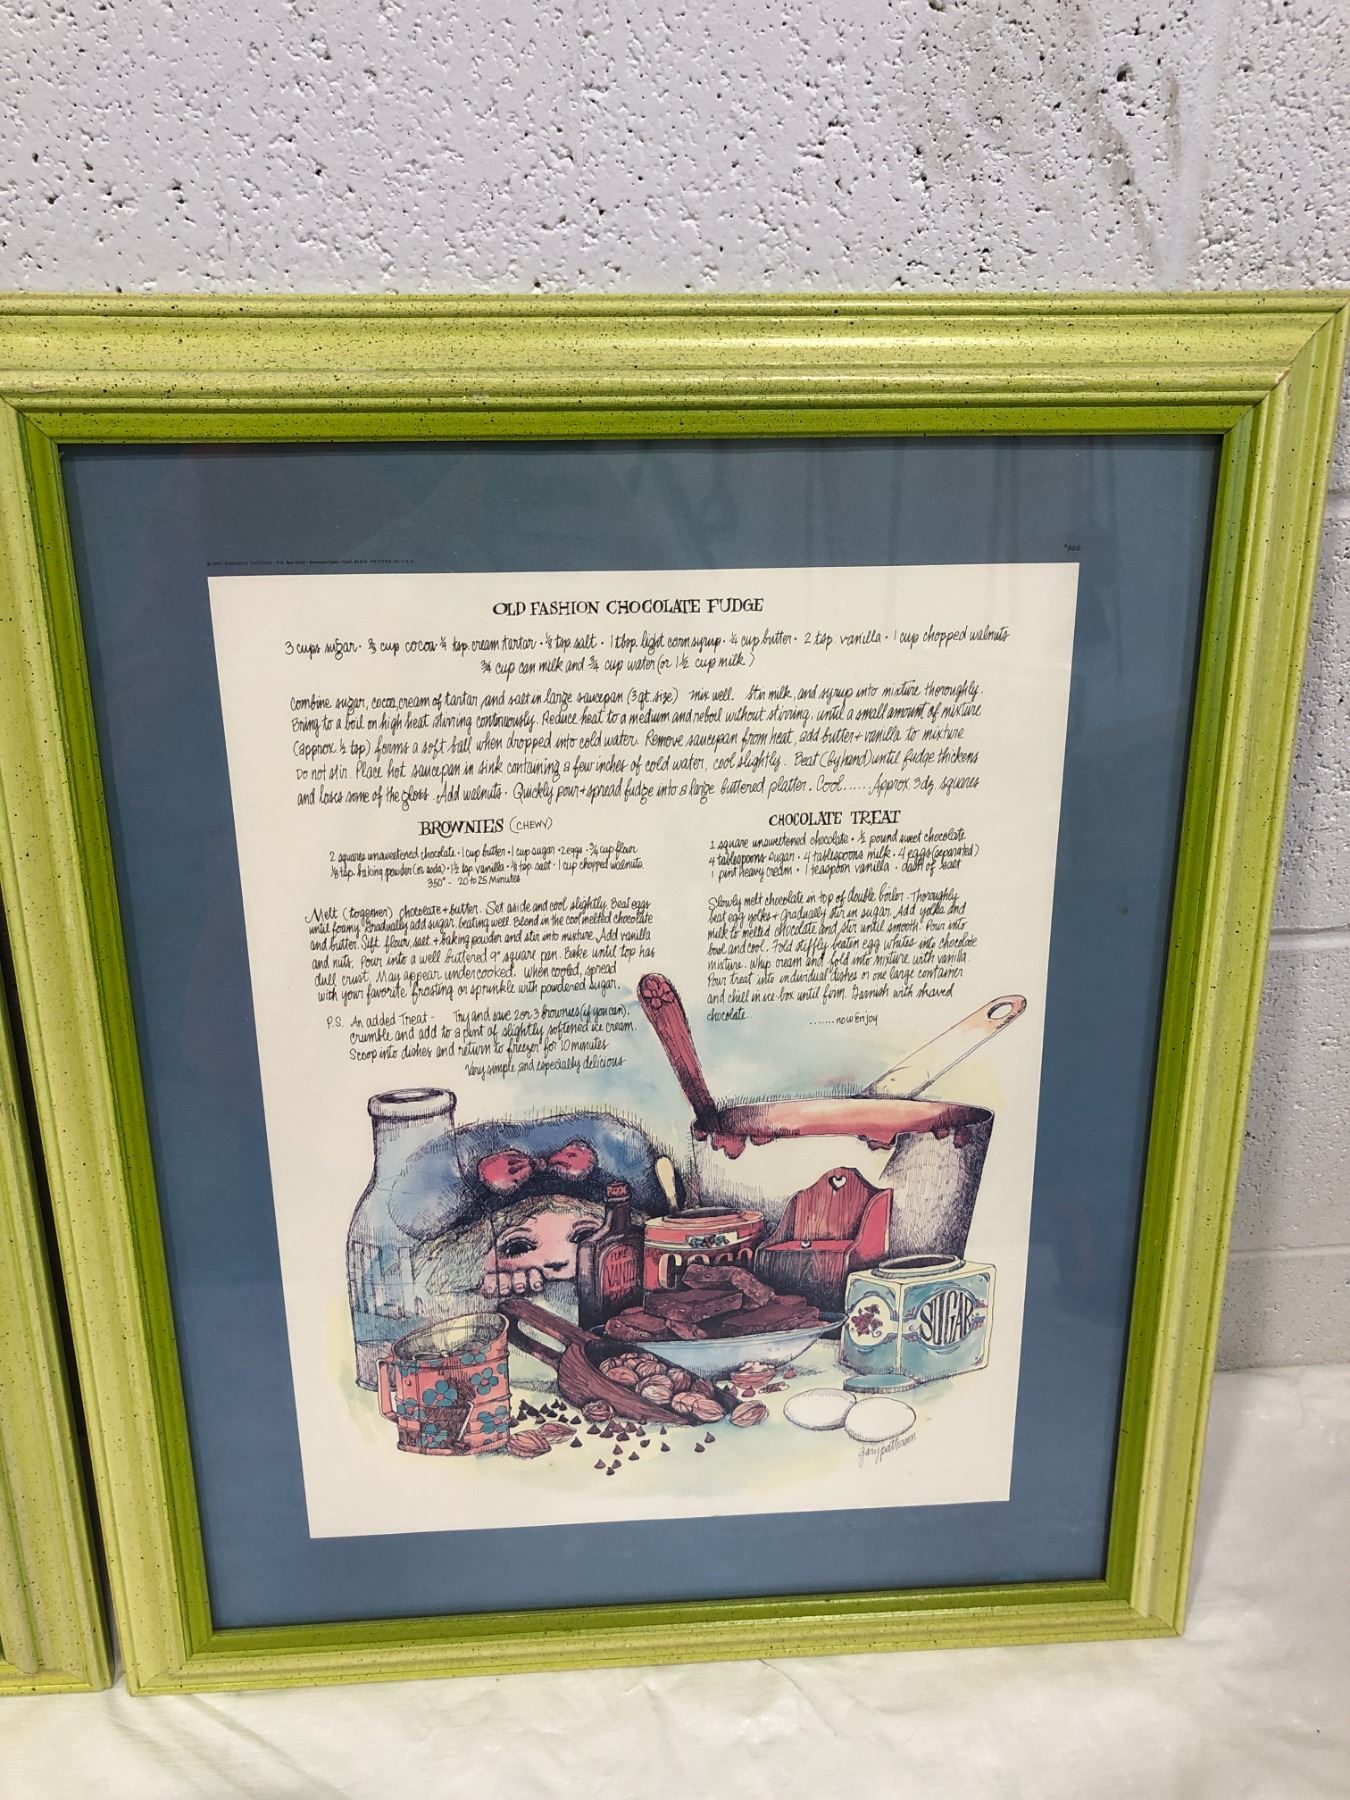 #566
PRINTED IN U.S.A.
OLD FASHION CHOCOLATE FUDGE
3 cups sugar · ⅔ cup cocoa · ¼ tsp. cream tartar · ⅛ tsp. salt · 1 tbsp. light corn syrup · ¼ cup butter · 2 tsp. vanilla · 1 cup chopped walnuts
¾ cup can milk and ¾ cup water (or 1½ cup milk)
Combine sugar, cocoa, cream of tartar, and salt in large saucepan (3 qt. size) mix well. Stir milk, and syrup into mixture thoroughly.
Bring to a boil on high heat stirring continuously. Reduce heat to a medium and reboil without stirring, until a small amount of mixture
(approx. ½ tsp) forms a soft ball when dropped into cold water. Remove saucepan from heat, add butter + vanilla to mixture
Do not stir. Place hot saucepan in sink containing a few inches of cold water, cool slightly. Beat (by hand) until fudge thickens
and loses some of the gloss. Add walnuts. Quickly pour + spread fudge into a large buttered platter. Cool..... Approx. 3 dz. squares
BROWNIES (CHEWY)
2 squares unsweetened chocolate · 1 cup butter · 1 cup sugar · 2 eggs · ¾ cup flour
⅛ tsp. baking powder (or soda) · 1½ tsp. vanilla · ⅛ tsp. salt · 1 cup chopped walnuts
350° - 20 to 25 Minutes
Melt (together) chocolate + butter. Set aside and cool slightly. Beat eggs
until foamy. Gradually add sugar, beating well. Blend in the cool melted chocolate
and butter. Sift flour, salt, + baking powder and stir into mixture. Add vanilla
and nuts. Pour into a well buttered 9" square pan. Bake until top has
dull crust. May appear undercooked. When cooled, spread
with your favorite frosting or sprinkle with powdered sugar.
P.S. An added Treat - Try and save 2 or 3 brownies (if you can).
crumble and add to a pint of slightly softened ice cream.
Scoop into dishes and return to freezer for 10 minutes
Very simple and especially delicious
CHOCOLATE TREAT
1 square unsweetened chocolate · ½ pound sweet chocolate
4 tablespoons sugar · 4 tablespoons milk · 4 eggs (separated)
1 pint heavy cream · 1 teaspoon vanilla · dash of salt
Slowly melt chocolate in top of double boiler. Thoroughly
beat egg yolks + gradually stir in sugar. Add yolks and
milk to melted chocolate and stir until smooth. Pour into
bowl and cool. Fold stiffly beaten egg whites into chocolate
mixture. Whip cream and fold into mixture with vanilla.
Pour treat into individual dishes or one large container
and chill in ice-box until firm. Garnish with shaved
chocolate..
.......now Enjoy
PURE
VANILLA
COCOA
SUGAR
MILK
gary patterson